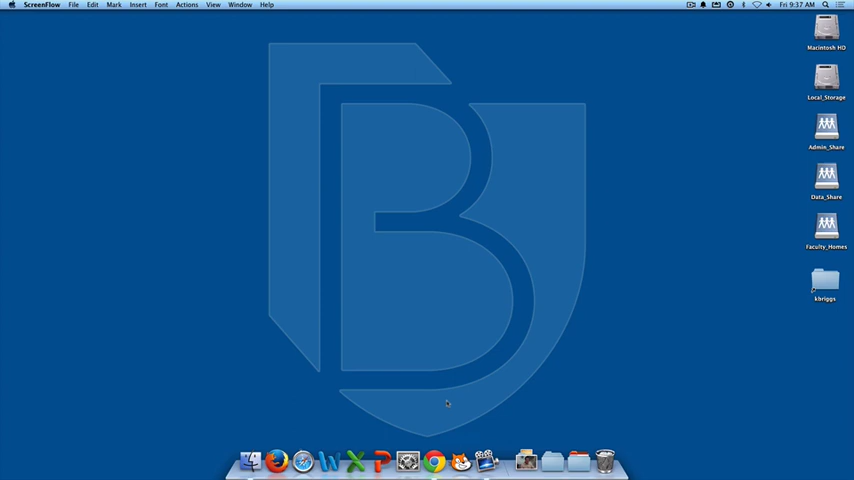 ScreenFlow File Edit Mark Insert Font Actions View Window Help Fri 9:37 AM
Macintosh HD
Local_Storage
Admin_Share
Data_Share
Faculty_Homes
kbriggs